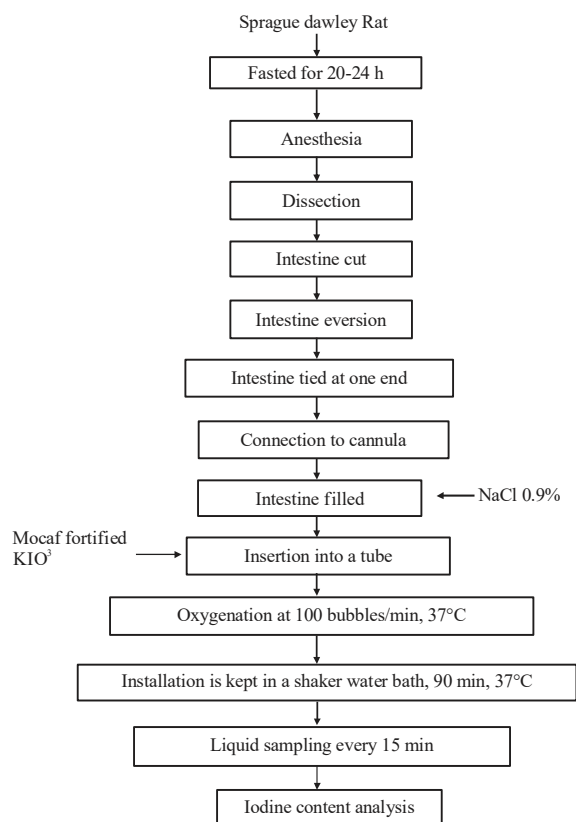 Sprague dawley Rat
Fasted for 20-24 h
Anesthesia
Dissection
Intestine cut
Intestine eversion
Intestine tied at one end
Connection to cannula
Intestine filled
NaCl 0.9%
Mocaf fortified
KIO³
Insertion into a tube
Oxygenation at 100 bubbles/min, 37°C
Installation is kept in a shaker water bath, 90 min, 37°C
Liquid sampling every 15 min
Iodine content analysis